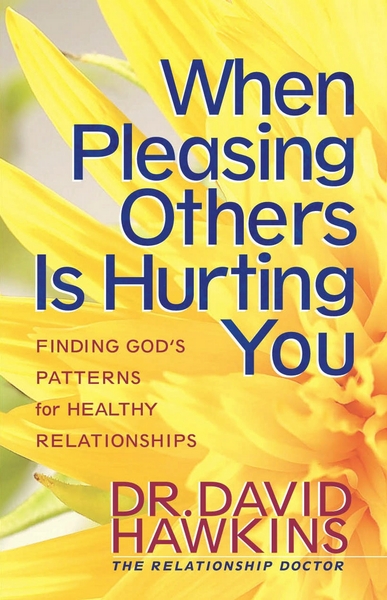 When
Pleasing
Others
Is Hurting
You
FINDING GOD'S
PATTERNS
for HEALTHY
RELATIONSHIPS
DR. DAVID
HAWKINS
THE RELATIONSHIP DOCTOR